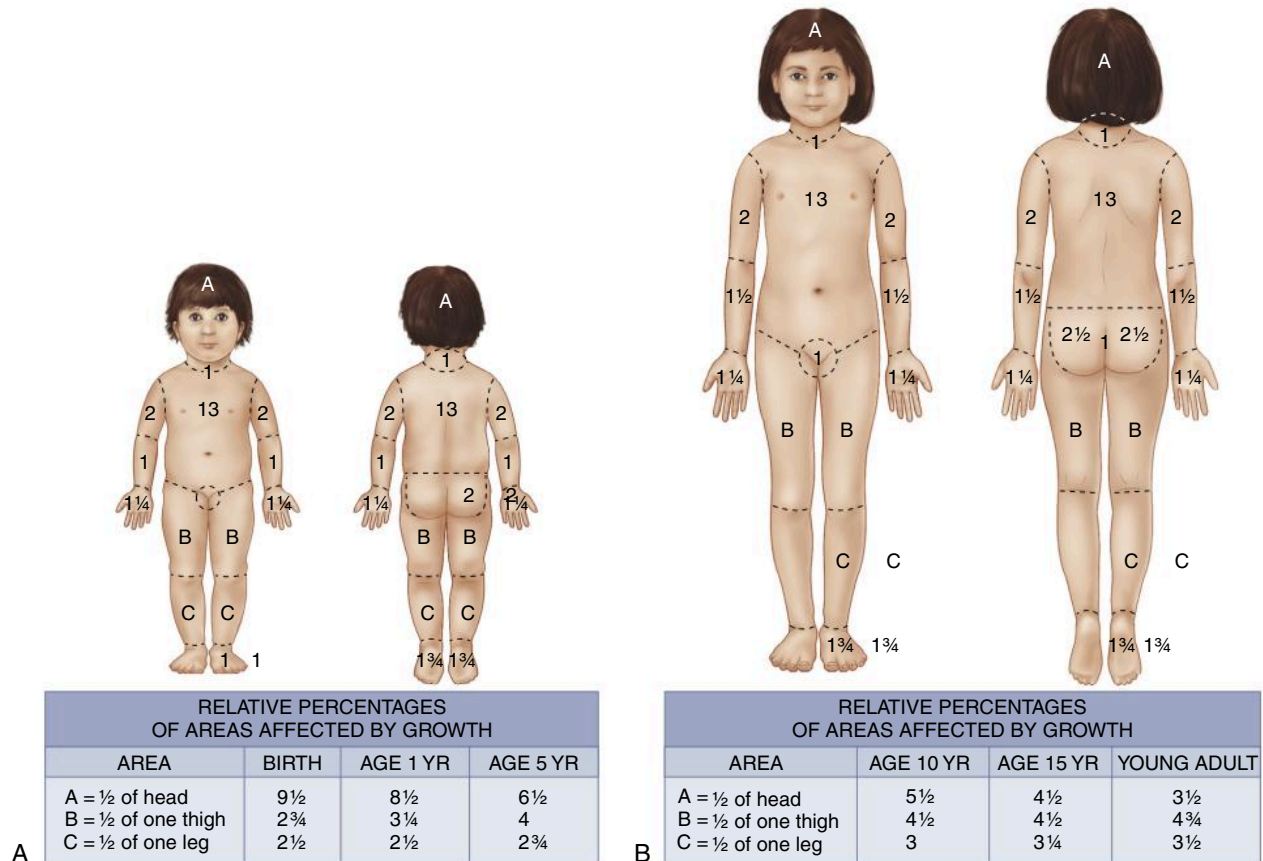 A
A
1
1
2
13
2
2
13
2
1
1
1
1
1¼
1¼
1¼
2
2
1¼
B
B
B
B
C
C
C
C
1
1
1¾
1¾
RELATIVE PERCENTAGES
OF AREAS AFFECTED BY GROWTH
AREA BIRTH AGE 1 YR AGE 5 YR
A = ½ of head 9½ 8½ 6½
B = ½ of one thigh 2¾ 3¼ 4
C = ½ of one leg 2½ 2½ 2¾
A
A
A
1
1
2
13
2
2
13
2
1½
1½
1½
1½
1
2½
1
2½
1¼
1¼
1¼
1¼
B
B
B
B
C
C
C
C
1¾
1¾
1¾
1¾
RELATIVE PERCENTAGES
OF AREAS AFFECTED BY GROWTH
AREA AGE 10 YR AGE 15 YR YOUNG ADULT
A = ½ of head 5½ 4½ 3½
B = ½ of one thigh 4½ 4½ 4¾
C = ½ of one leg 3 3¼ 3½
B